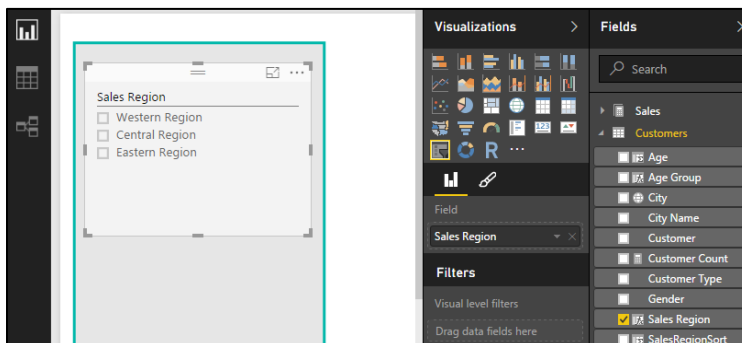 Visualizations
Fields
Search
Sales Region
Western Region
Central Region
Eastern Region
123
R
Field
Sales Region
Filters
Visual level filters
Drag data fields here
Sales
Customers
Age
Age Group
City
City Name
Customer
Customer Count
Customer Type
Gender
Sales Region
SalesRegionSort